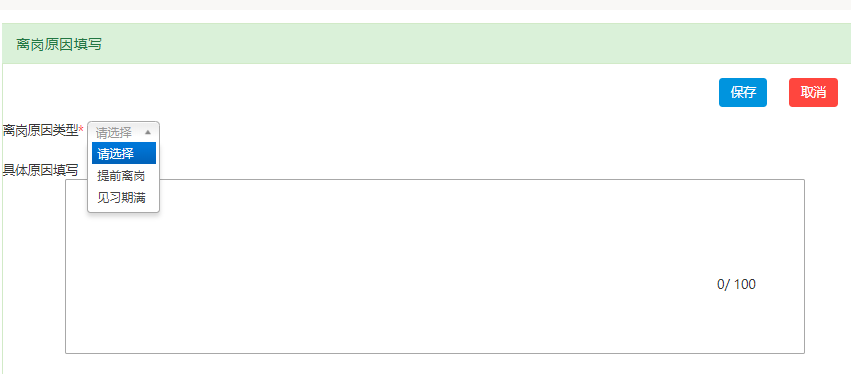 离岗原因填写
保存 取消
离岗原因类型* 请选择
请选择
具体原因填写
提前离岗
见习期满
0/ 100